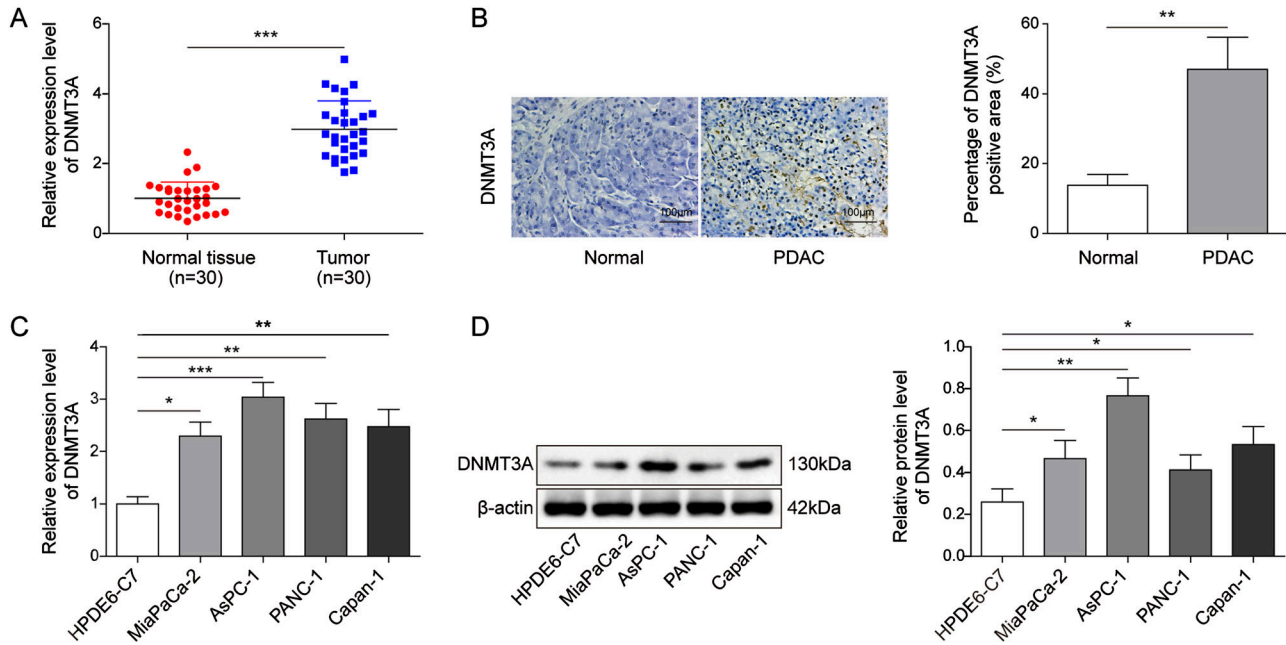 A
Relative expression level
of DNMT3A
6
4
2
0
***
Normal tissue
(n=30)
Tumor
(n=30)
B
DNMT3A
100μm
100μm
Normal
PDAC
Percentage of DNMT3A
positive area (%)
60
40
20
0
**
Normal
PDAC
C
Relative expression level
of DNMT3A
4
3
2
1
0
**
**
***
*
HPDE6-C7
MiaPaCa-2
AsPC-1
PANC-1
Capan-1
D
DNMT3A
130kDa
β-actin
42kDa
HPDE6-C7
MiaPaCa-2
AsPC-1
PANC-1
Capan-1
Relative protein level
of DNMT3A
1.0
0.8
0.6
0.4
0.2
0.0
*
*
**
*
HPDE6-C7
MiaPaCa-2
AsPC-1
PANC-1
Capan-1